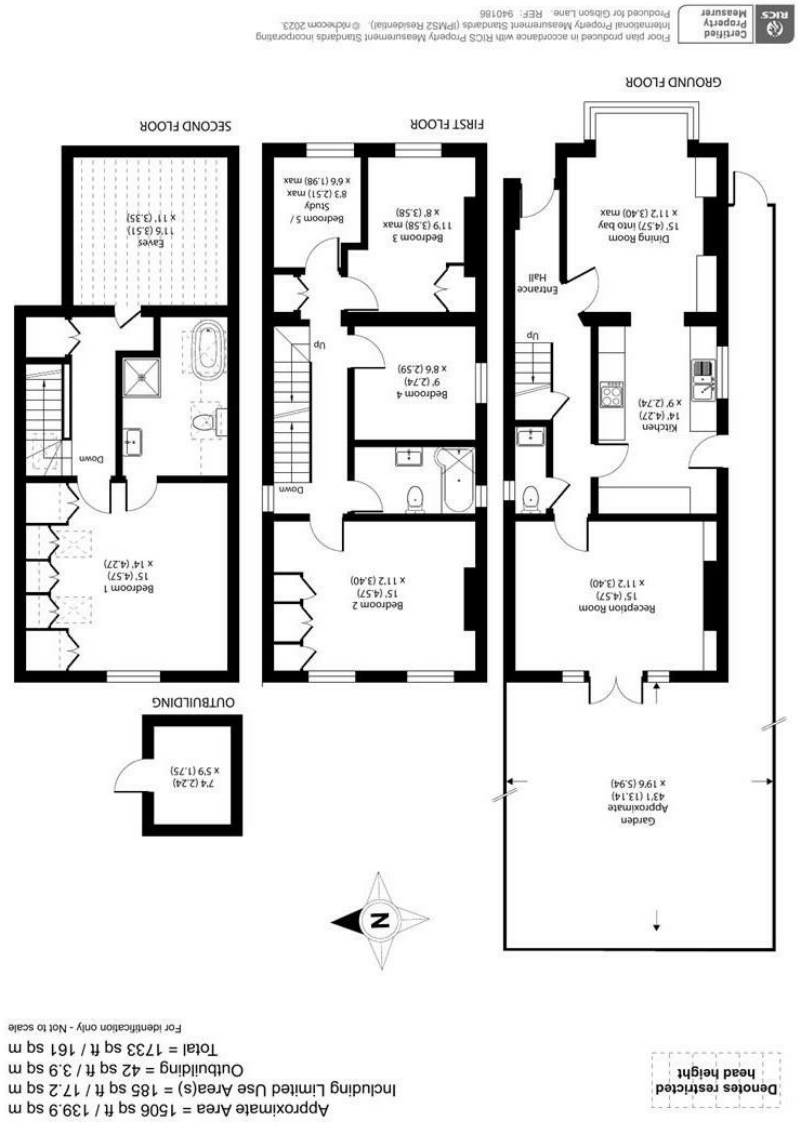 Denotes restricted
head height
Approximate Area = 1506 sq ft / 139.9 sq m
Including Limited Use Area(s) = 185 sq ft / 17.2 sq m
Outbuilding = 42 sq ft / 3.9 sq m
Total = 1733 sq ft / 161 sq m
For identification only - Not to scale
N
Garden
Approximate
43'1 (13.14)
x 19'6 (5.94)
7'4 (2.24)
x 5'9 (1.75)
OUTBUILDING
Reception Room
15' (4.57)
x 11'2 (3.40)
Kitchen
14' (4.27)
x 9' (2.74)
Up
Entrance
Hall
Dining Room
15' (4.57) into bay
x 11'2 (3.40) max
GROUND FLOOR
Bedroom 2
15' (4.57)
x 11'2 (3.40)
Down
Bedroom 4
9' (2.74)
x 8'6 (2.59)
Up
Bedroom 3
11'9 (3.58) max
x 8' (3.58)
Bedroom 5 /
Study
8'3 (2.51) max
x 6'6 (1.98)
FIRST FLOOR
Bedroom 1
15' (4.57)
x 14' (4.27)
Down
Eaves
11'6 (3.51)
x 11' (3.35)
SECOND FLOOR
RICS
Certified
Property
Measurer
Floor plan produced in accordance with RICS Property Measurement Standards incorporating
International Property Measurement Standards (IPMS2 Residential). © nichecom 2023.
Produced for Gibson Lane. REF: 940186